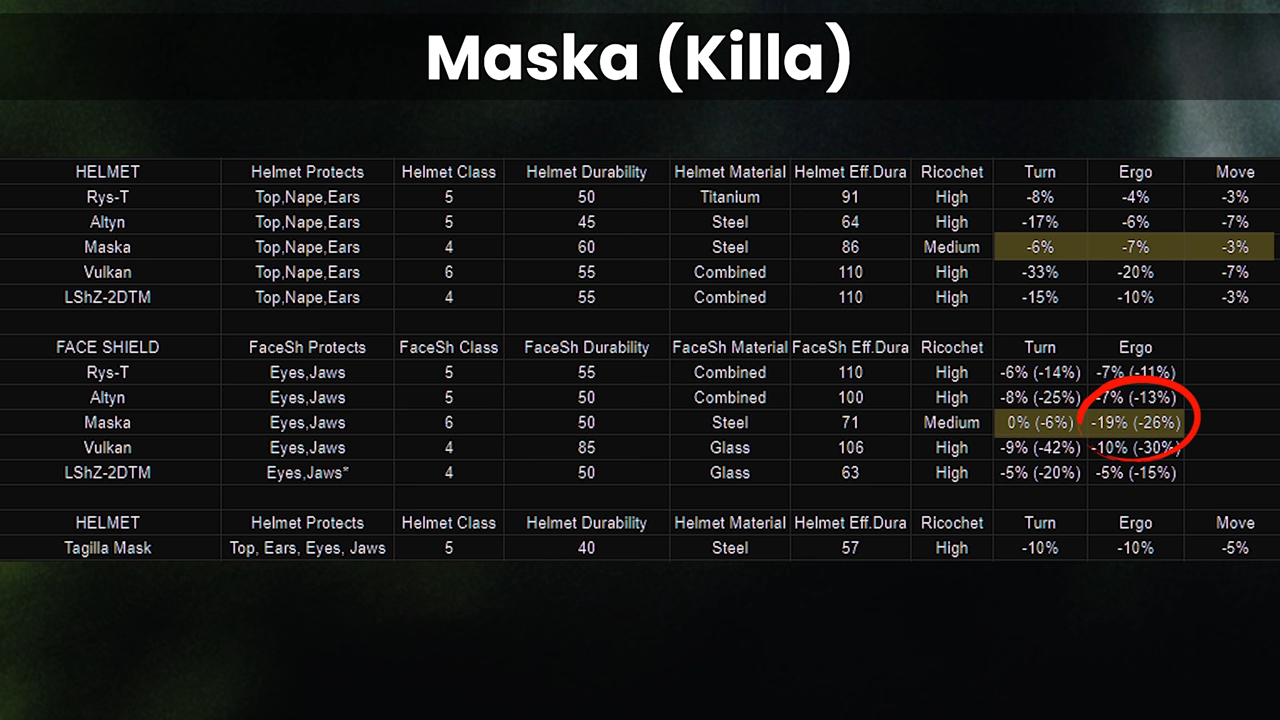 Maska (Killa)
HELMET Helmet Protects Helmet Class Helmet Durability Helmet Material Helmet Eff.Dura Ricochet Turn Ergo Move
Rys-T Top,Nape,Ears 5 50 Titanium 91 High -8% -4% -3%
Altyn Top,Nape,Ears 5 45 Steel 64 High -17% -6% -7%
Maska Top,Nape,Ears 4 60 Steel 86 Medium -6% -7% -3%
Vulkan Top,Nape,Ears 6 55 Combined 110 High -33% -20% -7%
LShZ-2DTM Top,Nape,Ears 4 55 Combined 110 High -15% -10% -3%
FACE SHIELD FaceSh Protects FaceSh Class FaceSh Durability FaceSh Material FaceSh Eff.Dura Ricochet Turn Ergo
Rys-T Eyes,Jaws 5 55 Combined 110 High -6% (-14%) -7% (-11%)
Altyn Eyes,Jaws 5 50 Combined 100 High -8% (-25%) -7% (-13%)
Maska Eyes,Jaws 6 50 Steel 71 Medium 0% (-6%) -19% (-26%)
Vulkan Eyes,Jaws 4 85 Glass 106 High -9% (-42%) -10% (-30%)
LShZ-2DTM Eyes,Jaws* 4 50 Glass 63 High -5% (-20%) -5% (-15%)
HELMET Helmet Protects Helmet Class Helmet Durability Helmet Material Helmet Eff.Dura Ricochet Turn Ergo Move
Tagilla Mask Top, Ears, Eyes, Jaws 5 40 Steel 57 High -10% -10% -5%